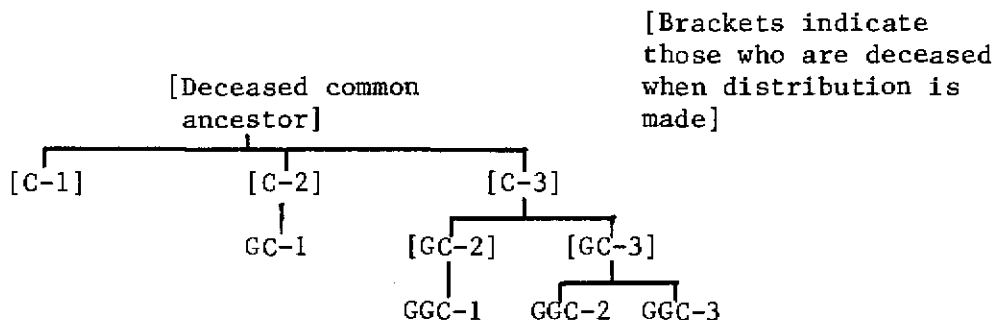 [Brackets indicate
those who are deceased
when distribution is
made]
[Deceased common
ancestor]
[C-1] [C-2] [C-3]
GC-1 [GC-2] [GC-3]
GGC-1 GGC-2 GGC-3